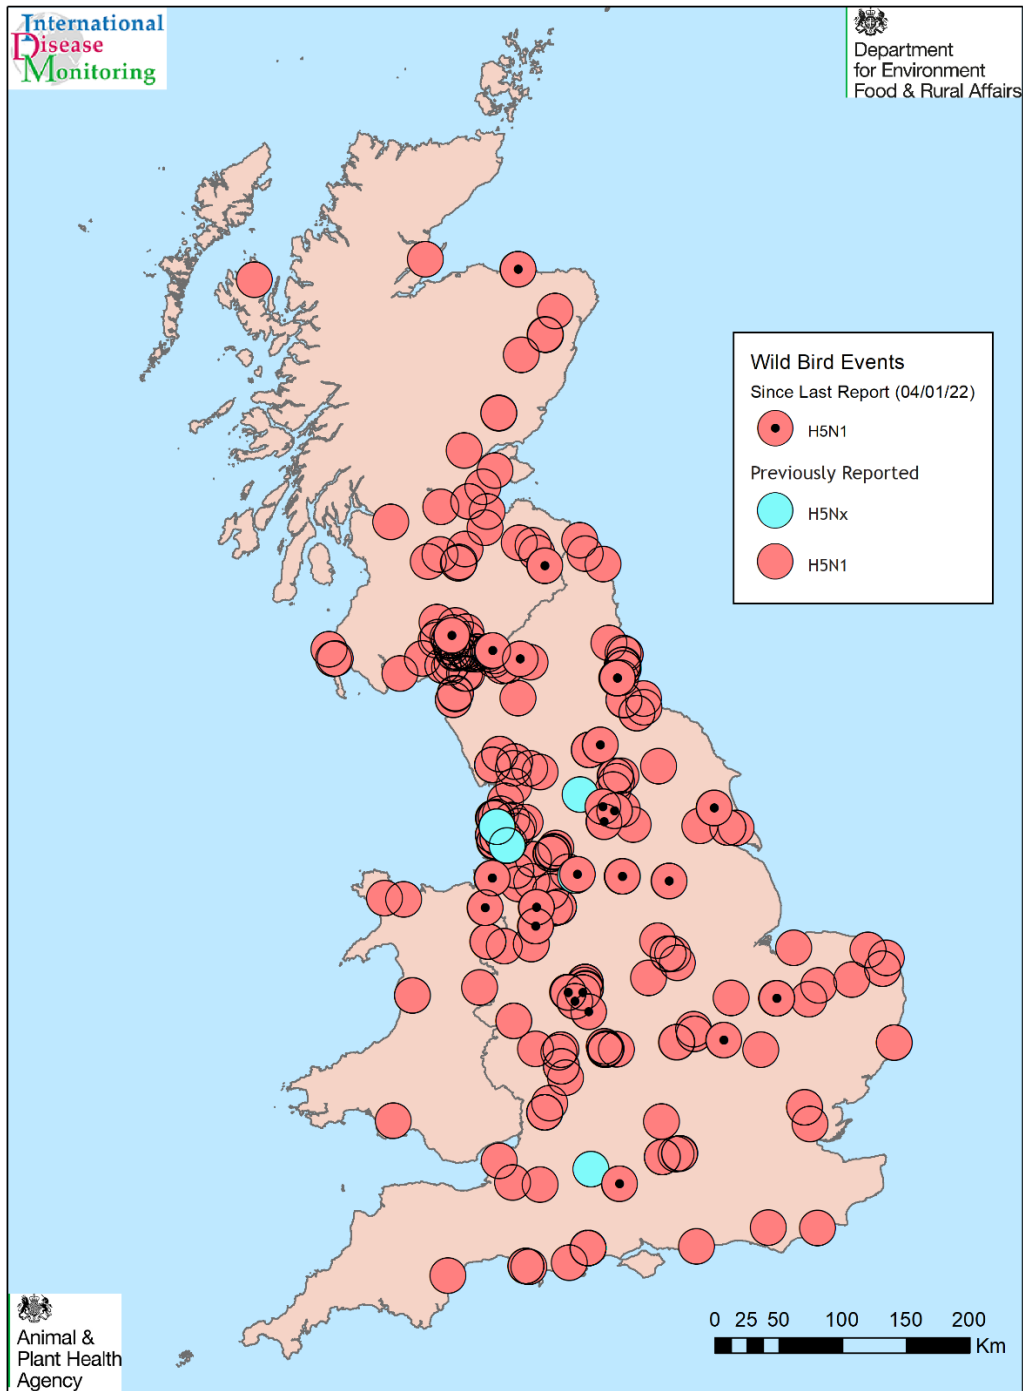 International
Disease
Monitoring
Department
for Environment
Food & Rural Affairs
Wild Bird Events
Since Last Report (04/01/22)
H5N1
Previously Reported
H5Nx
H5N1
0 25 50 100 150 200
Km
Animal &
Plant Health
Agency